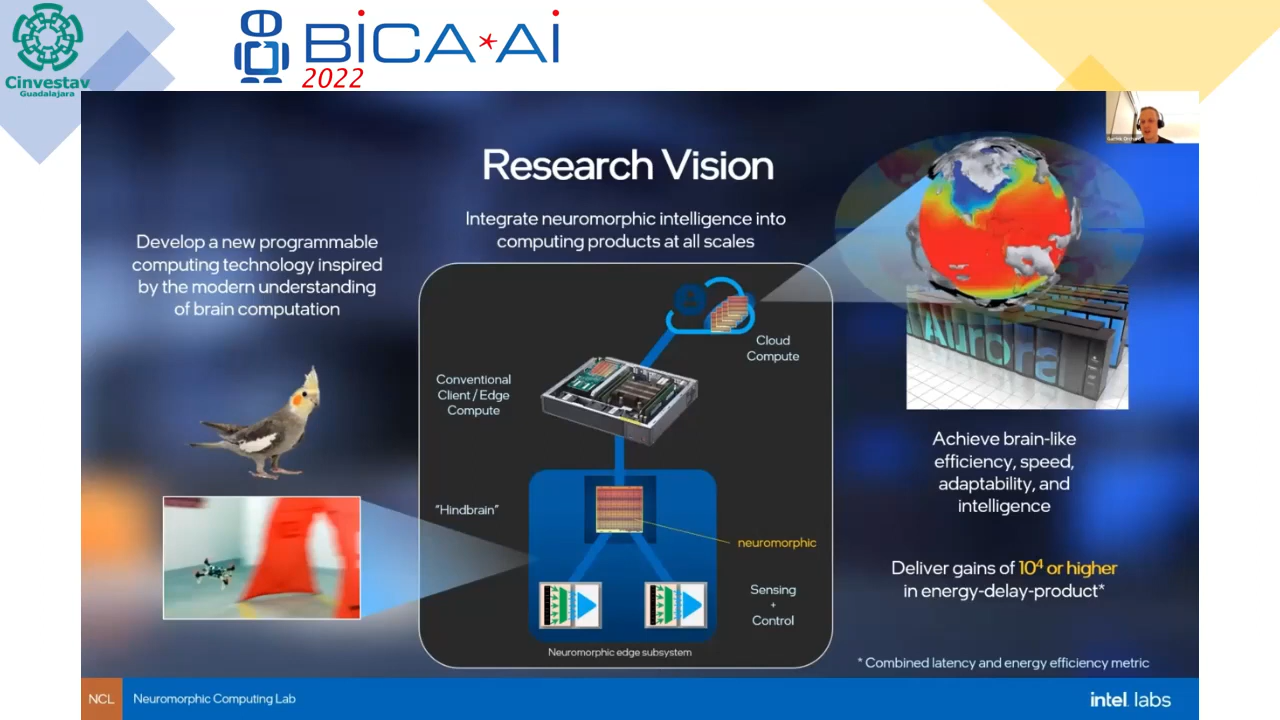 Cinvestav
Guadalajara
BiCA*Ai
2022
Research Vision
Integrate neuromorphic intelligence into
computing products at all scales
Develop a new programmable
computing technology inspired
by the modern understanding
of brain computation
Cloud
Compute
Conventional
Client / Edge
Compute
"Hindbrain"
neuromorphic
Sensing
+
Control
Neuromorphic edge subsystem
Aurora
Achieve brain-like
efficiency, speed,
adaptability, and
intelligence
Deliver gains of 10⁴ or higher
in energy-delay-product*
* Combined latency and energy efficiency metric
NCL
Neuromorphic Computing Lab
intel. labs